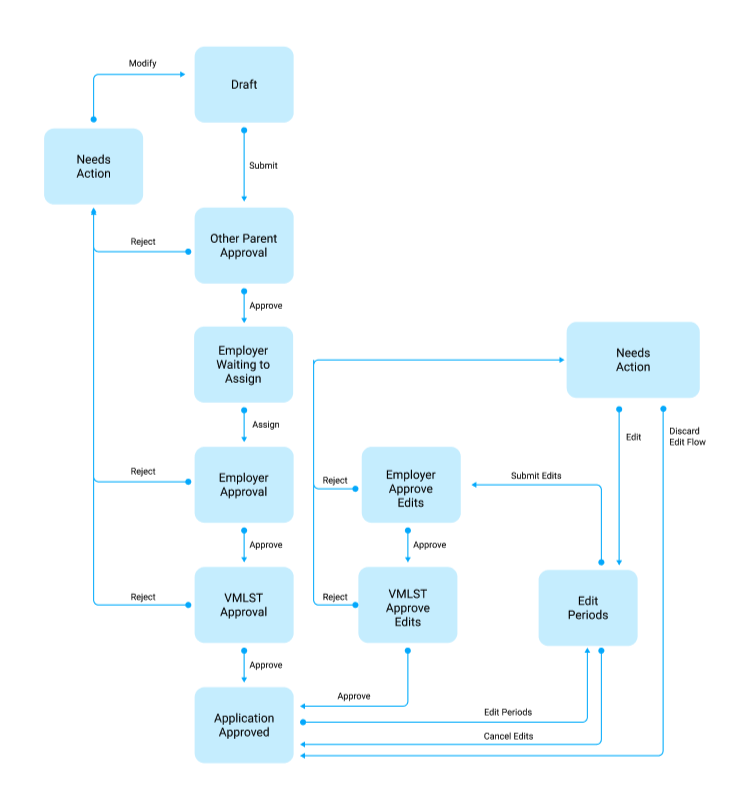 Modify
Draft
Needs
Action
Submit
Other Parent
Approval
Reject
Approve
Employer
Waiting to
Assign
Needs
Action
Assign
Edit
Discard
Edit Flow
Reject
Employer
Approval
Reject
Employer
Approve
Edits
Submit Edits
Approve
Approve
Reject
VMLST
Approval
Reject
VMLST
Approve
Edits
Edit
Periods
Approve
Approve
Application
Approved
Edit Periods
Cancel Edits